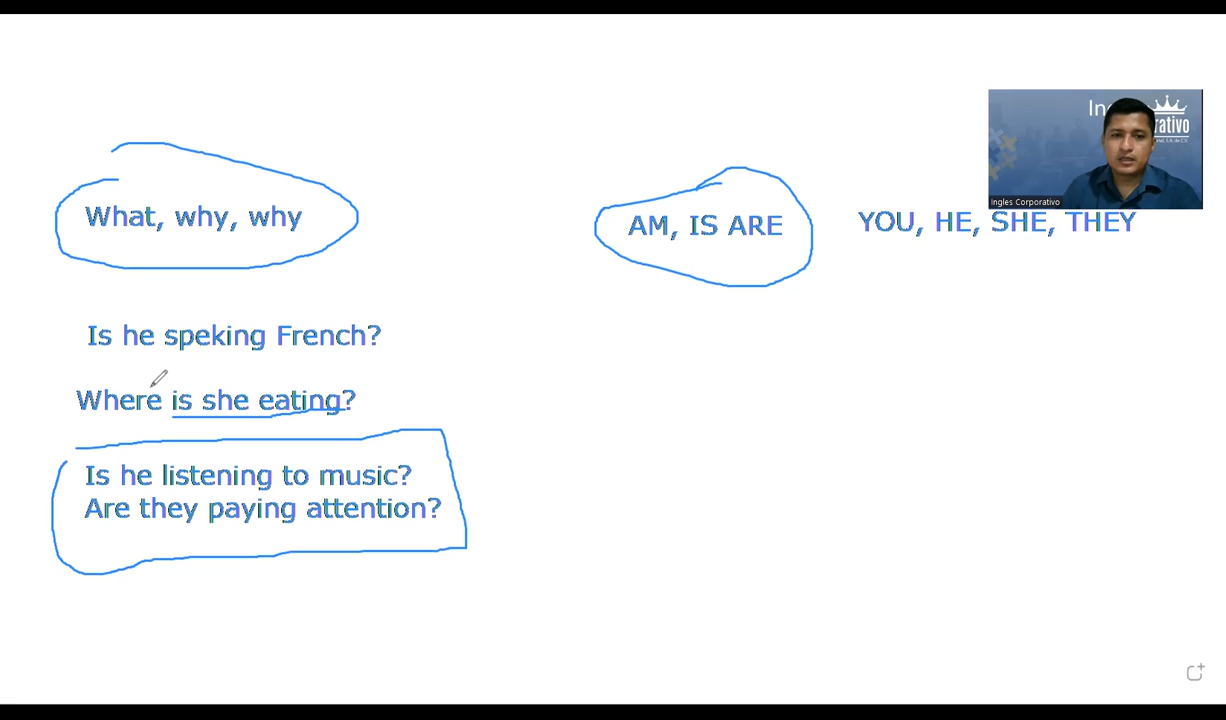 What, why, why
AM, IS ARE
YOU, HE, SHE, THEY
Ingles Corporativo
Is he speking French?
Where is she eating?
Is he listening to music?
Are they paying attention?